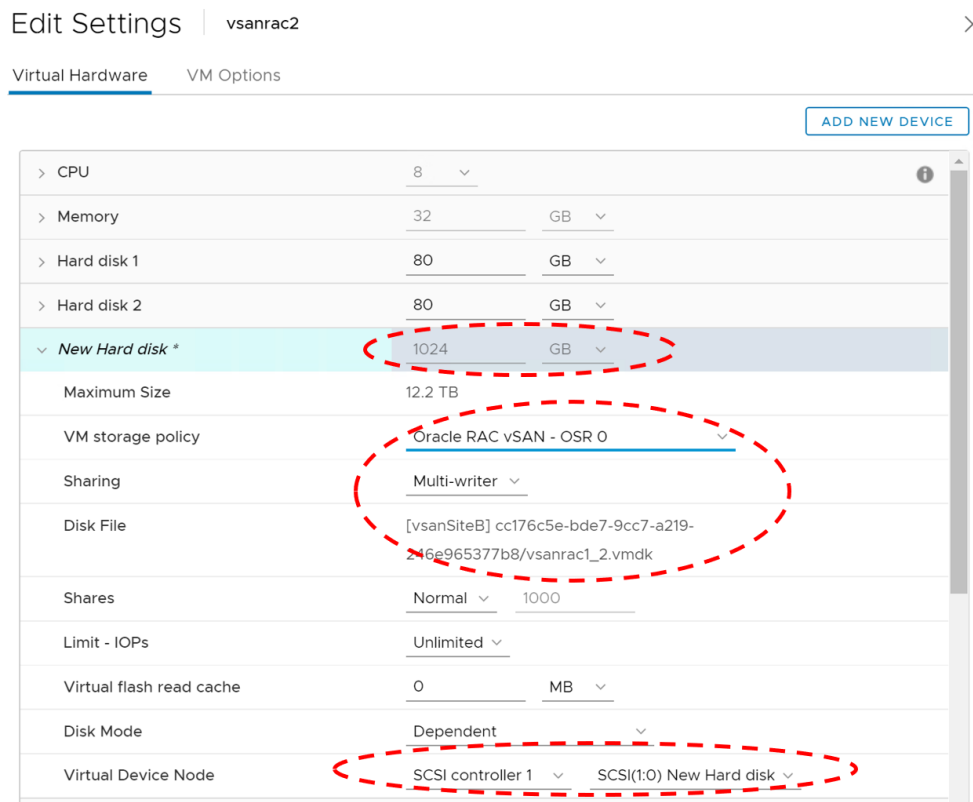 Edit Settings vsanrac2
Virtual Hardware VM Options
ADD NEW DEVICE
CPU 8
Memory 32 GB
Hard disk 1 80 GB
Hard disk 2 80 GB
New Hard disk * 1024 GB
Maximum Size 12.2 TB
VM storage policy Oracle RAC vSAN - OSR 0
Sharing Multi-writer
Disk File [vsanSiteB] cc176c5e-bde7-9cc7-a219-
246e965377b8/vsanrac1_2.vmdk
Shares Normal 1000
Limit - IOPs Unlimited
Virtual flash read cache 0 MB
Disk Mode Dependent
Virtual Device Node SCSI controller 1 SCSI(1:0) New Hard disk